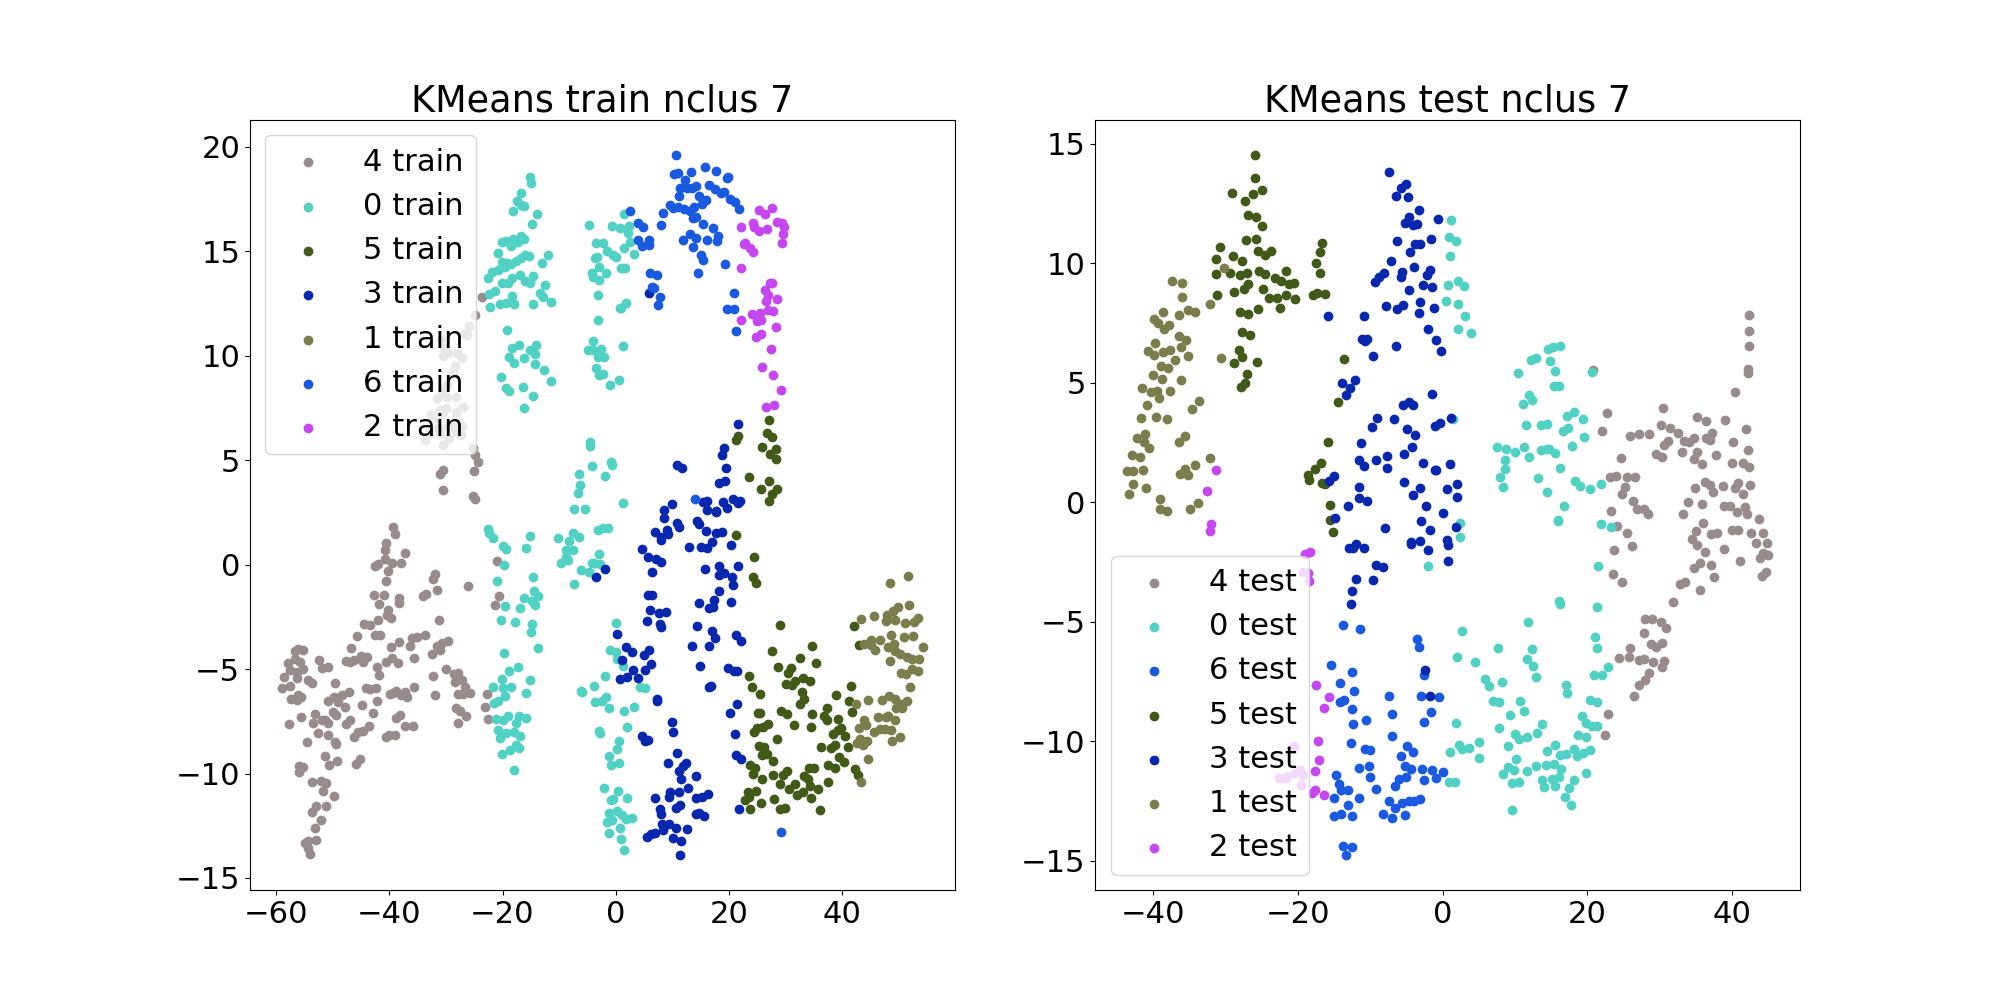 KMeans train nclus 7
20
15
10
5
0
−5
−10
−15
−60
−40
−20
0
20
40
4 train
0 train
5 train
3 train
1 train
6 train
2 train
KMeans test nclus 7
15
10
5
0
−5
−10
−15
−40
−20
0
20
40
4 test
0 test
6 test
5 test
3 test
1 test
2 test